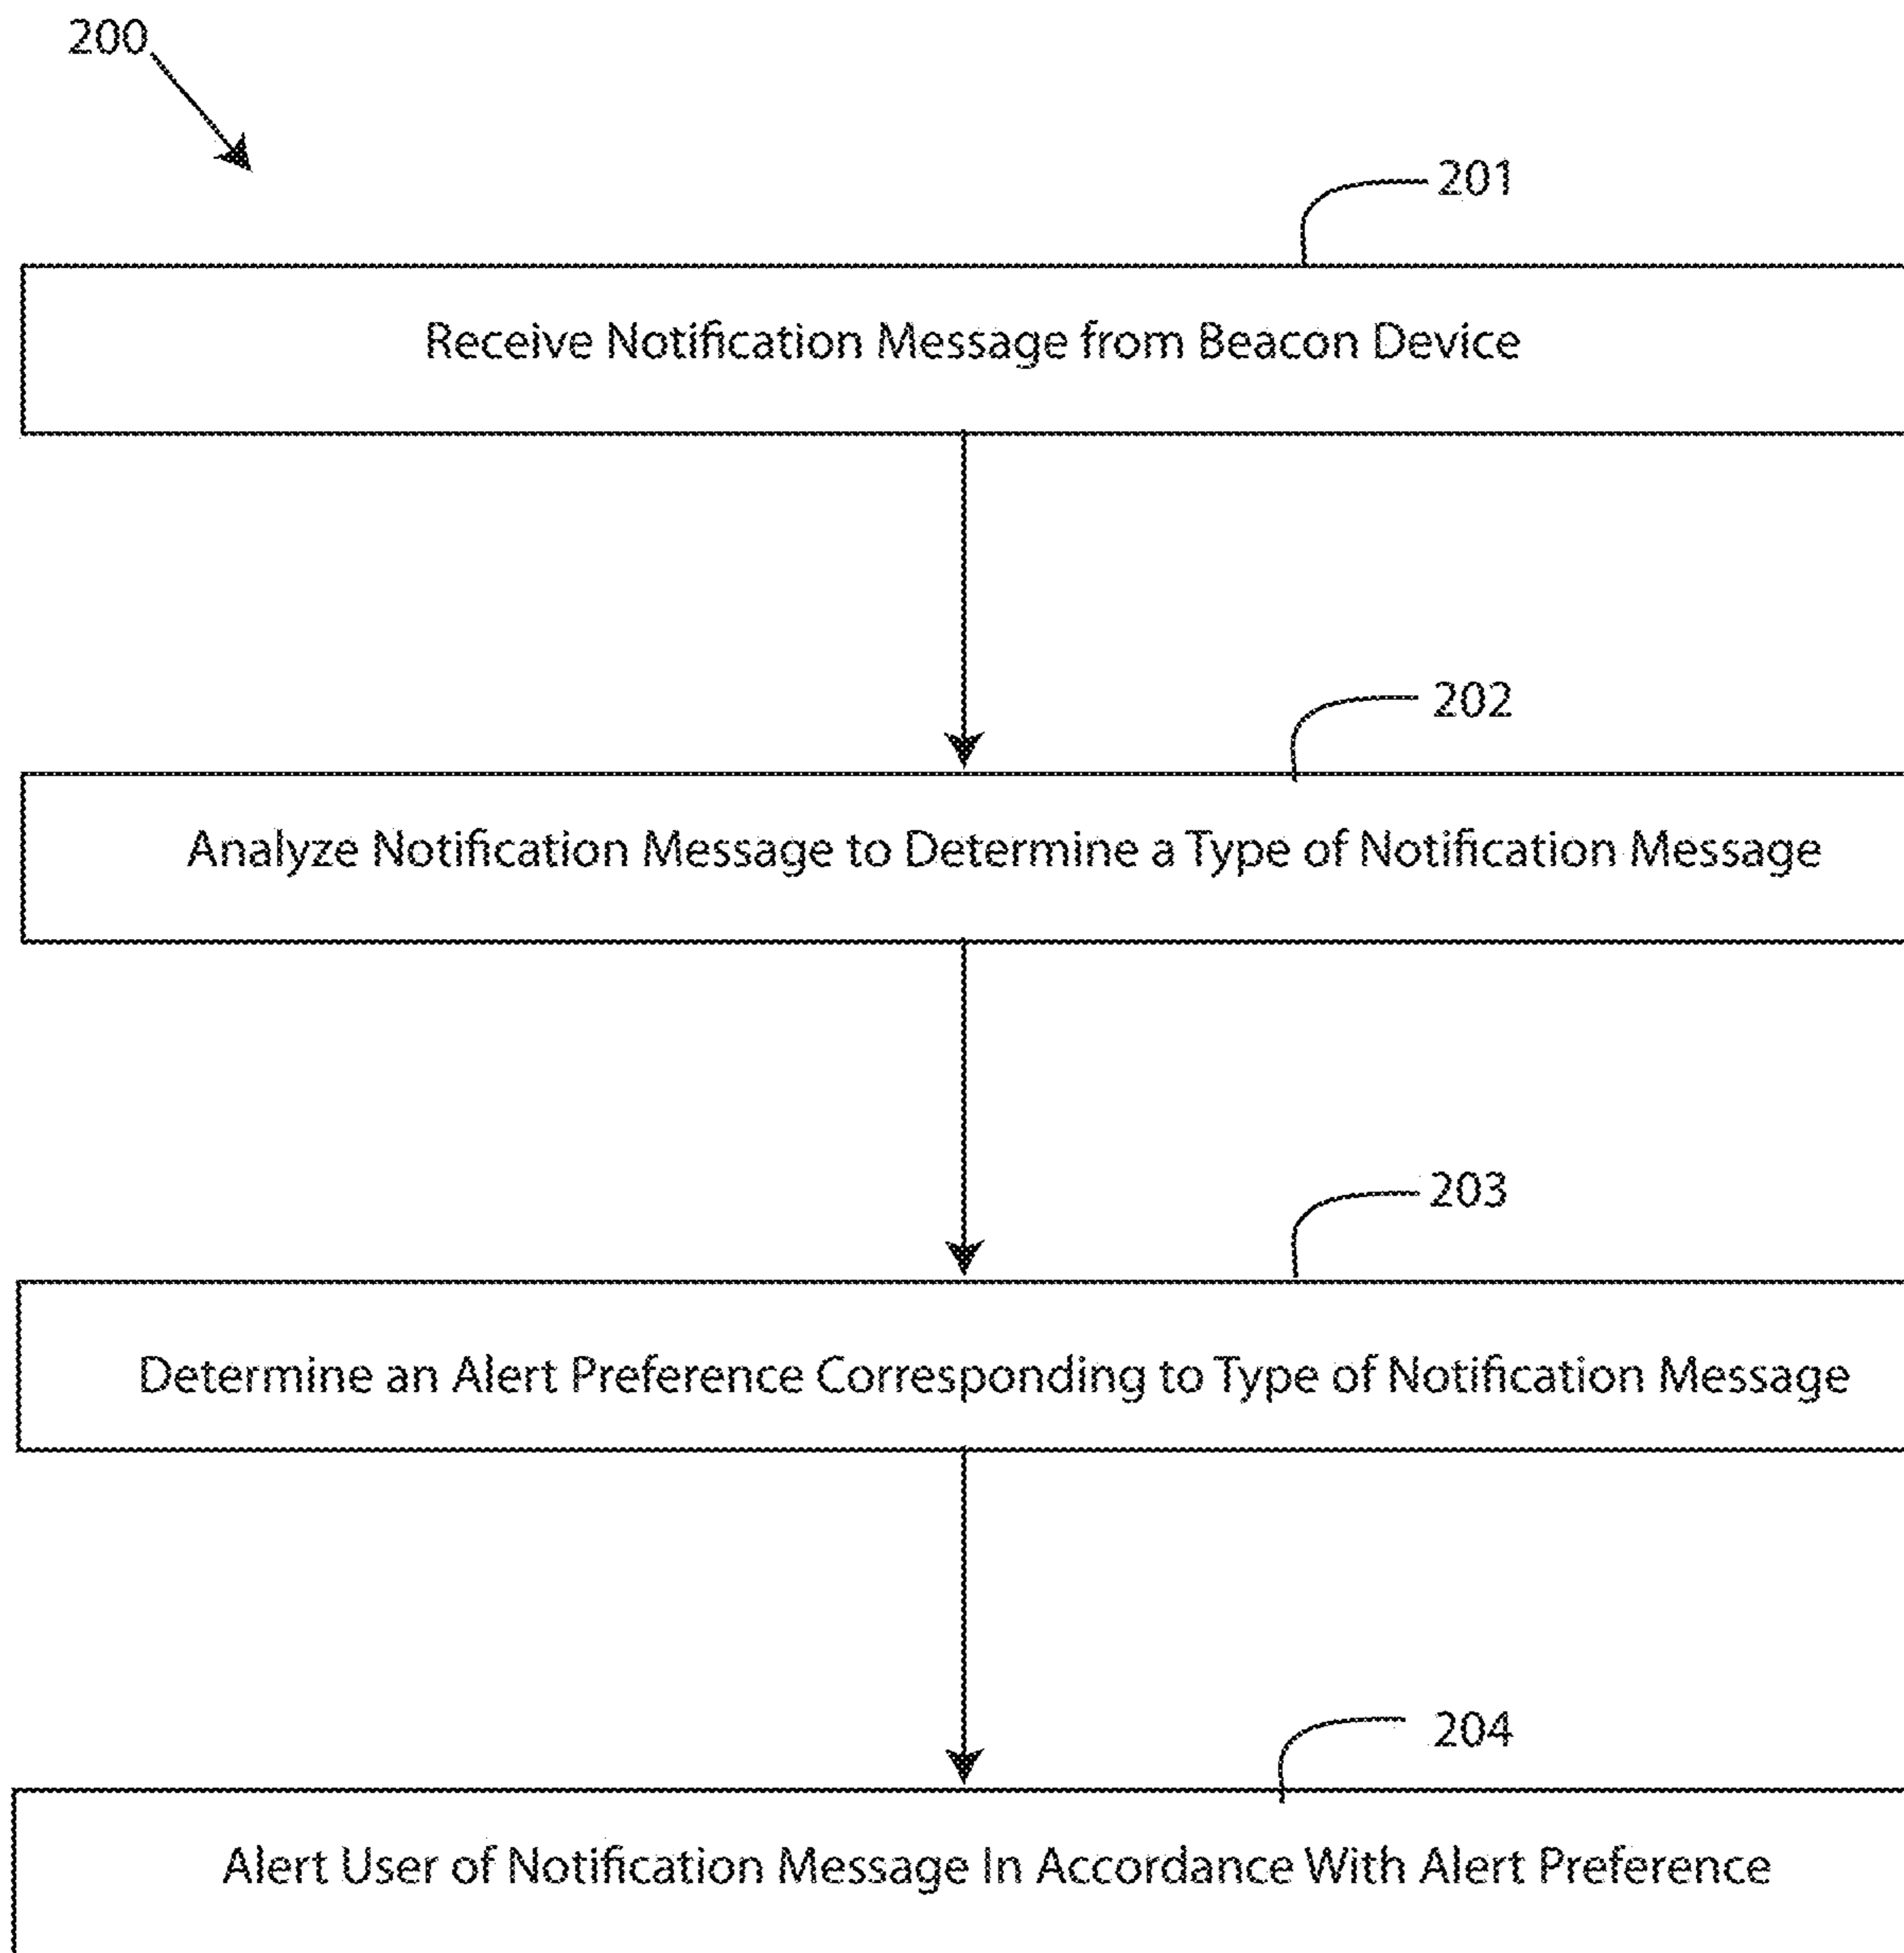 200
201
Receive Notification Message from Beacon Device
202
Analyze Notification Message to Determine a Type of Notification Message
203
Determine an Alert Preference Corresponding to Type of Notification Message
204
Alert User of Notification Message In Accordance With Alert Preference